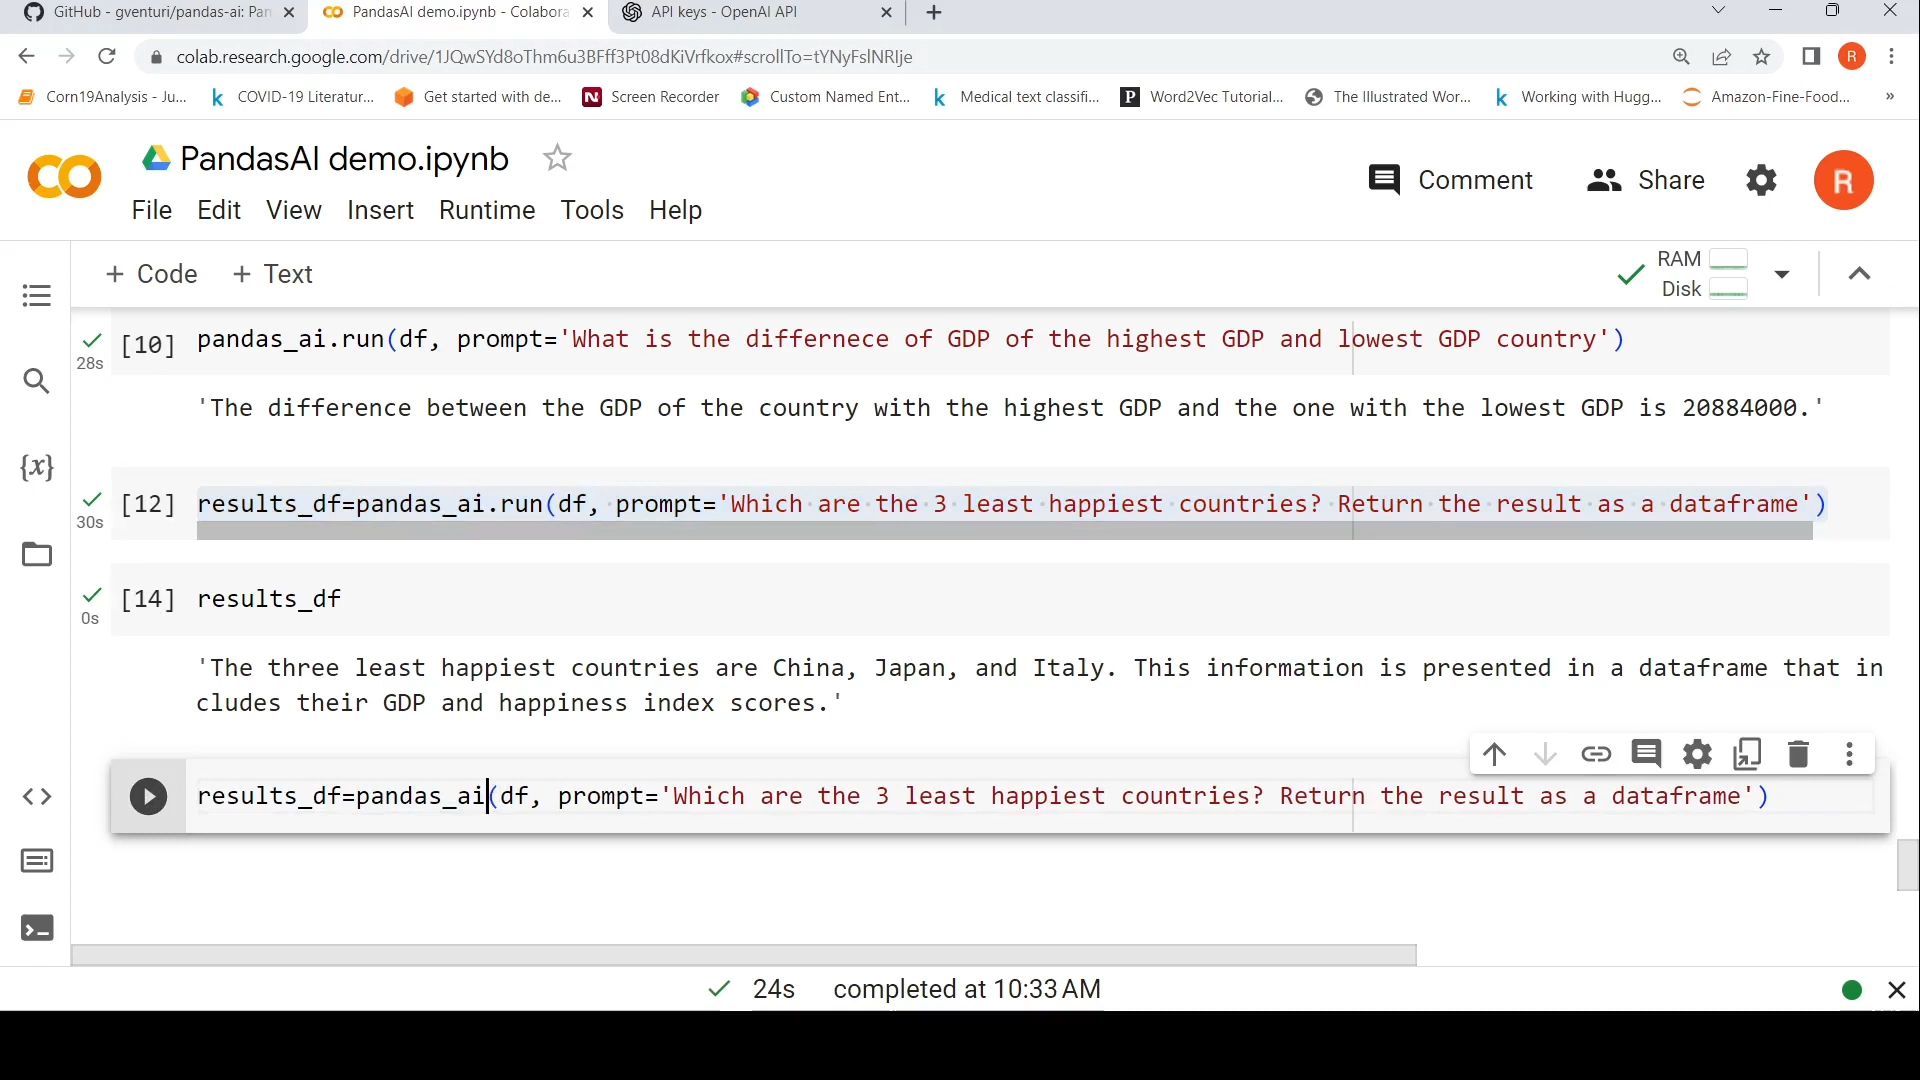 GitHub - gventuri/pandas-ai: Pan
PandasAI demo.ipynb - Colabora
API keys - OpenAI API
colab.research.google.com/drive/1JQwSYd8oThm6u3BFff3Pt08dKiVrfkox#scrollTo=tYNyFslNRIje
R
Corn19Analysis - Ju...
COVID-19 Literatur...
Get started with de...
Screen Recorder
Custom Named Ent...
Medical text classifi...
Word2Vec Tutorial...
The Illustrated Wor...
Working with Hugg...
Amazon-Fine-Food...
»
PandasAI demo.ipynb
Comment
Share
R
File Edit View Insert Runtime Tools Help
+ Code + Text
RAM
Disk
[10] pandas_ai.run(df, prompt='What is the differnece of GDP of the highest GDP and lowest GDP country')
28s
'The difference between the GDP of the country with the highest GDP and the one with the lowest GDP is 20884000.'
{x}
[12] results_df=pandas_ai.run(df, prompt='Which are the 3 least happiest countries? Return the result as a dataframe')
30s
[14] results_df
0s
'The three least happiest countries are China, Japan, and Italy. This information is presented in a dataframe that in
cludes their GDP and happiness index scores.'
results_df=pandas_ai(df, prompt='Which are the 3 least happiest countries? Return the result as a dataframe')
24s completed at 10:33 AM